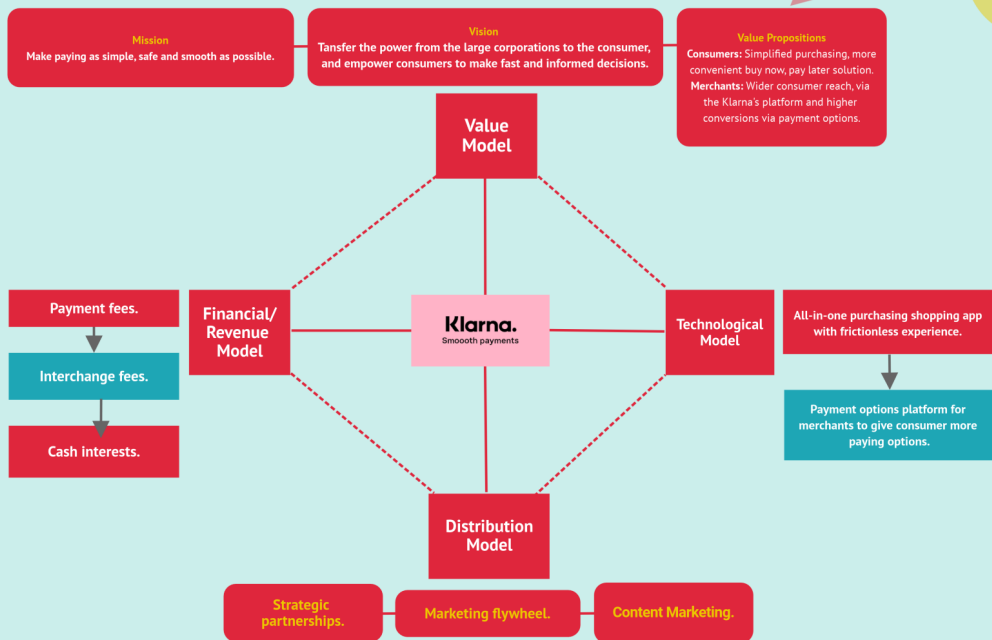 Mission
Make paying as simple, safe and smooth as possible.
Vision
Tansfer the power from the large corporations to the consumer,
and empower consumers to make fast and informed decisions.
Value Propositions
Consumers: Simplified purchasing, more
convenient buy now, pay later solution.
Merchants: Wider consumer reach, via
the Klarna's platform and higher
conversions via payment options.
Value
Model
Payment fees.
Interchange fees.
Cash interests.
Financial/
Revenue
Model
Klarna.
Smoooth payments
Technological
Model
All-in-one purchasing shopping app
with frictionless experience.
Payment options platform for
merchants to give consumer more
paying options.
Distribution
Model
Strategic
partnerships.
Marketing flywheel.
Content Marketing.